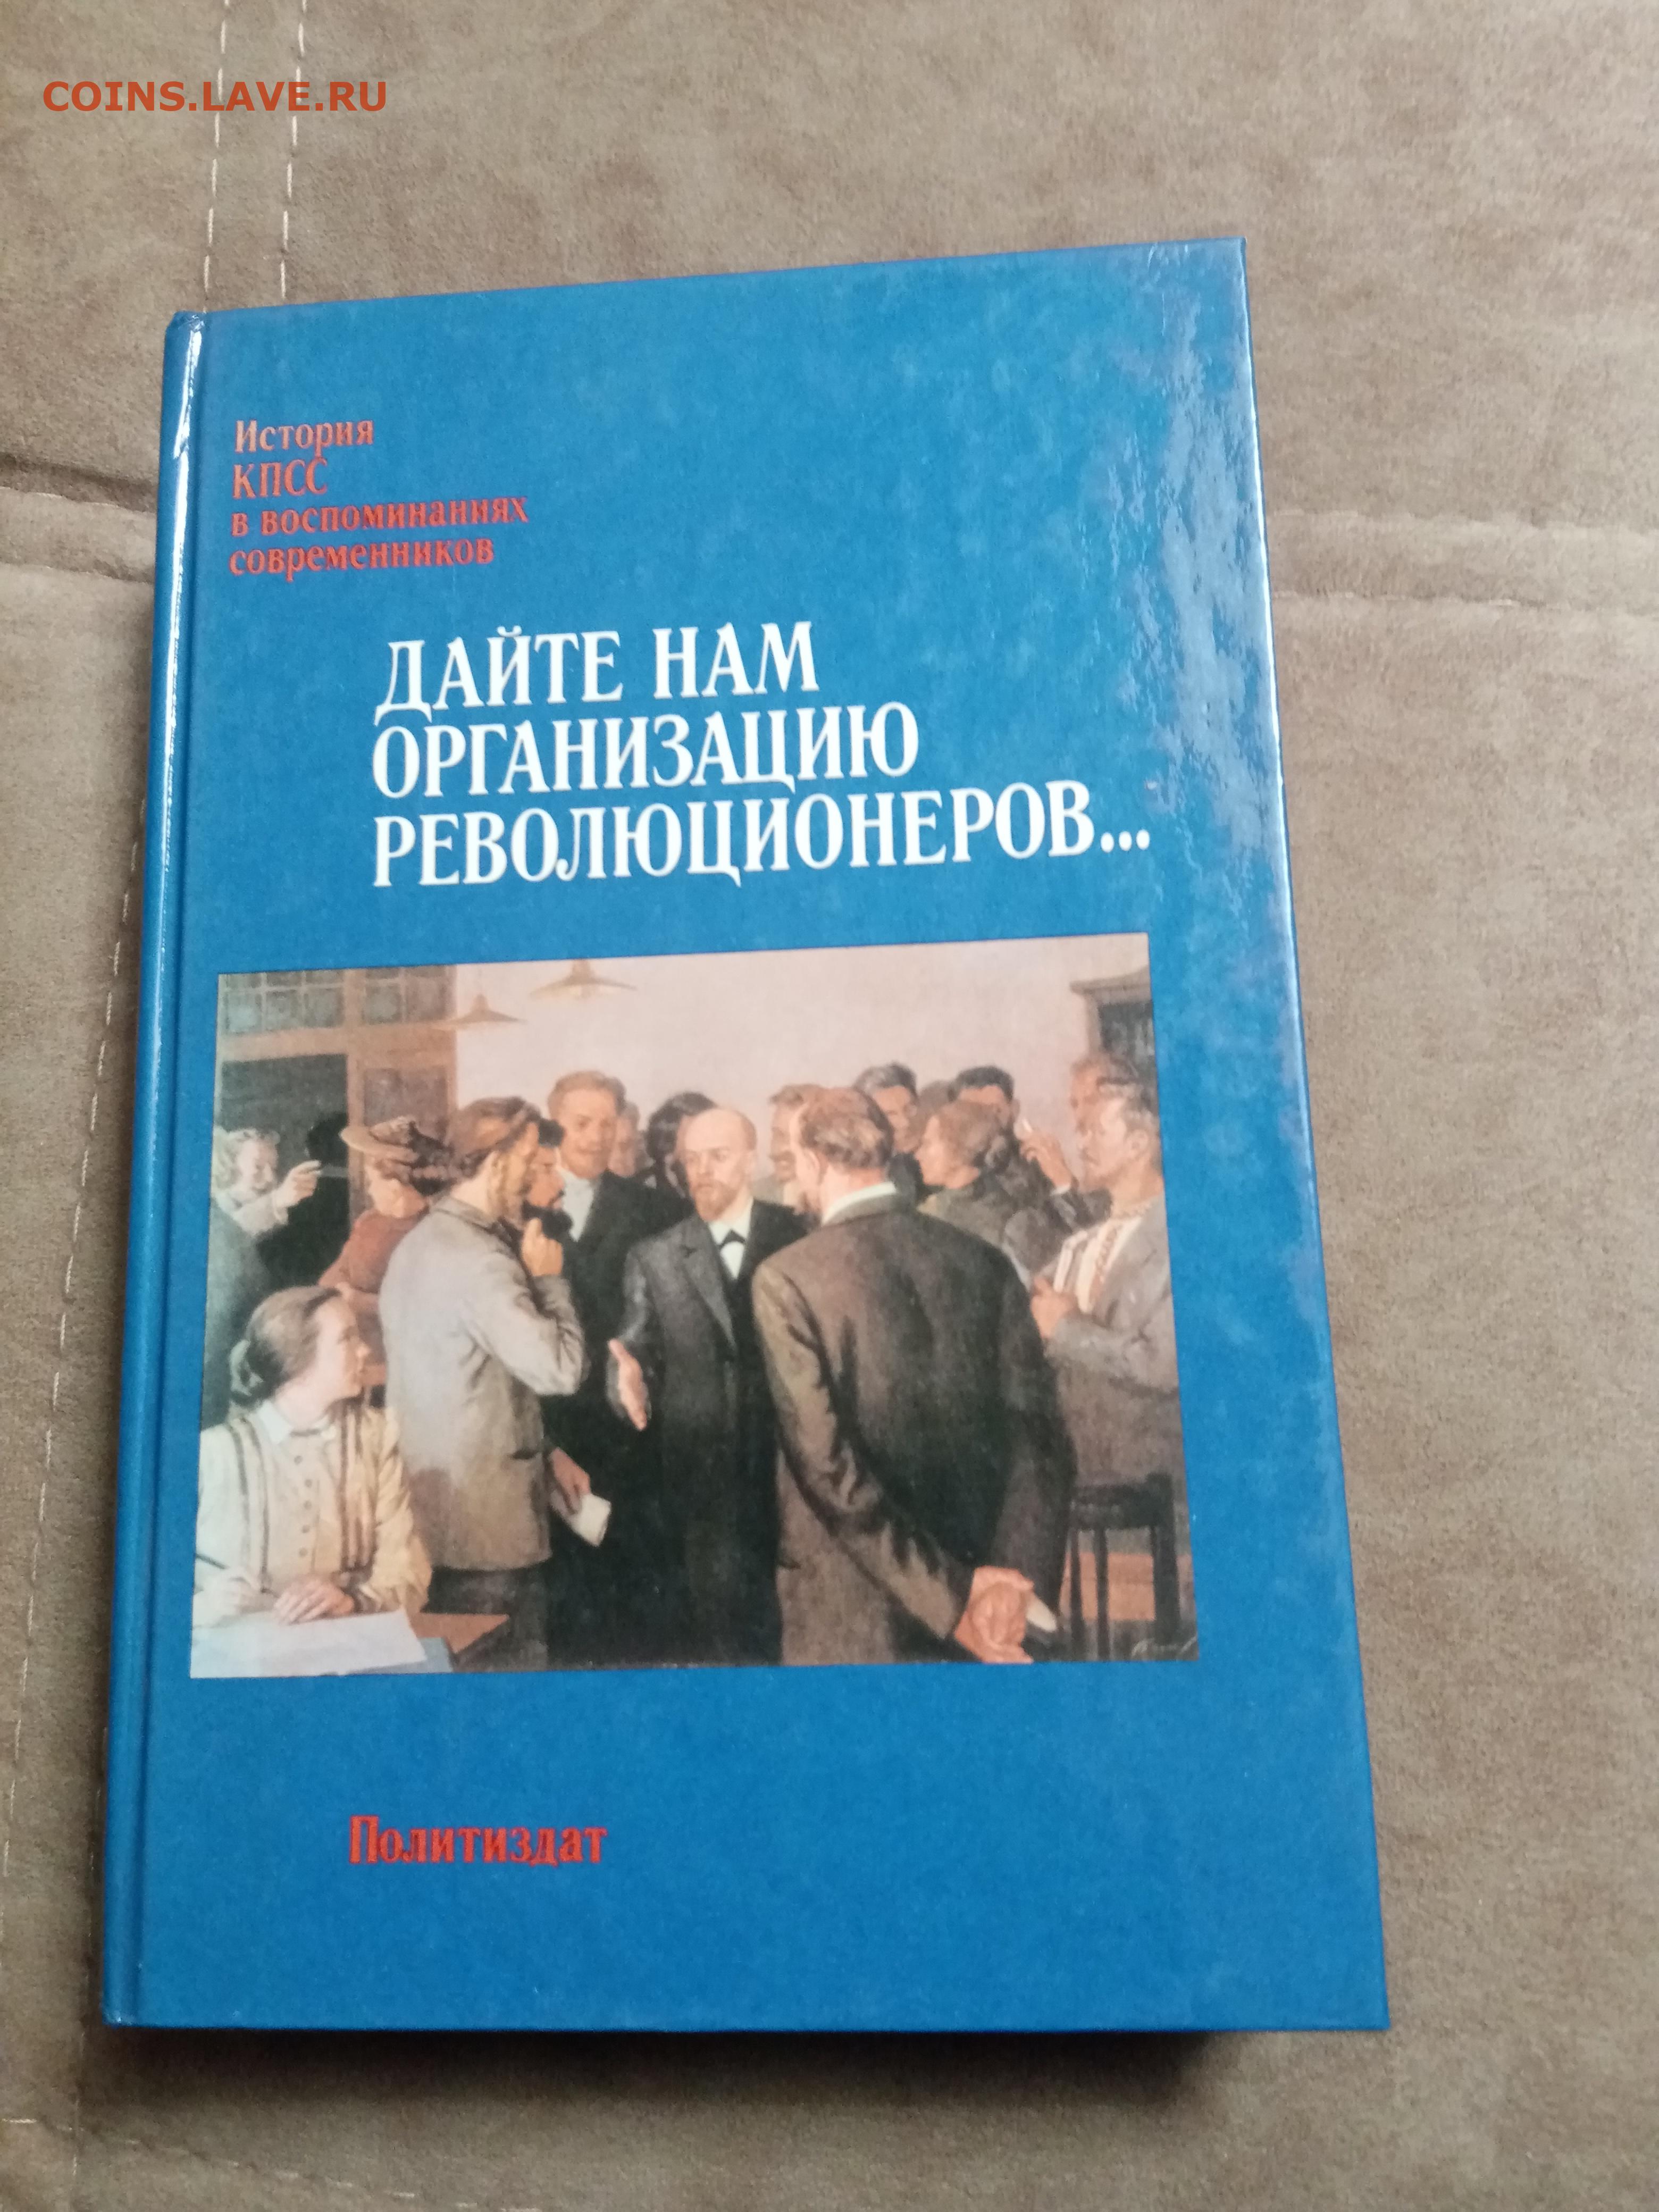 COINS.LAVE.RU
История
КПСС
в воспоминаниях
современников
ДАЙТЕ НАМ
ОРГАНИЗАЦИЮ
РЕВОЛЮЦИОНЕРОВ...
Политиздат